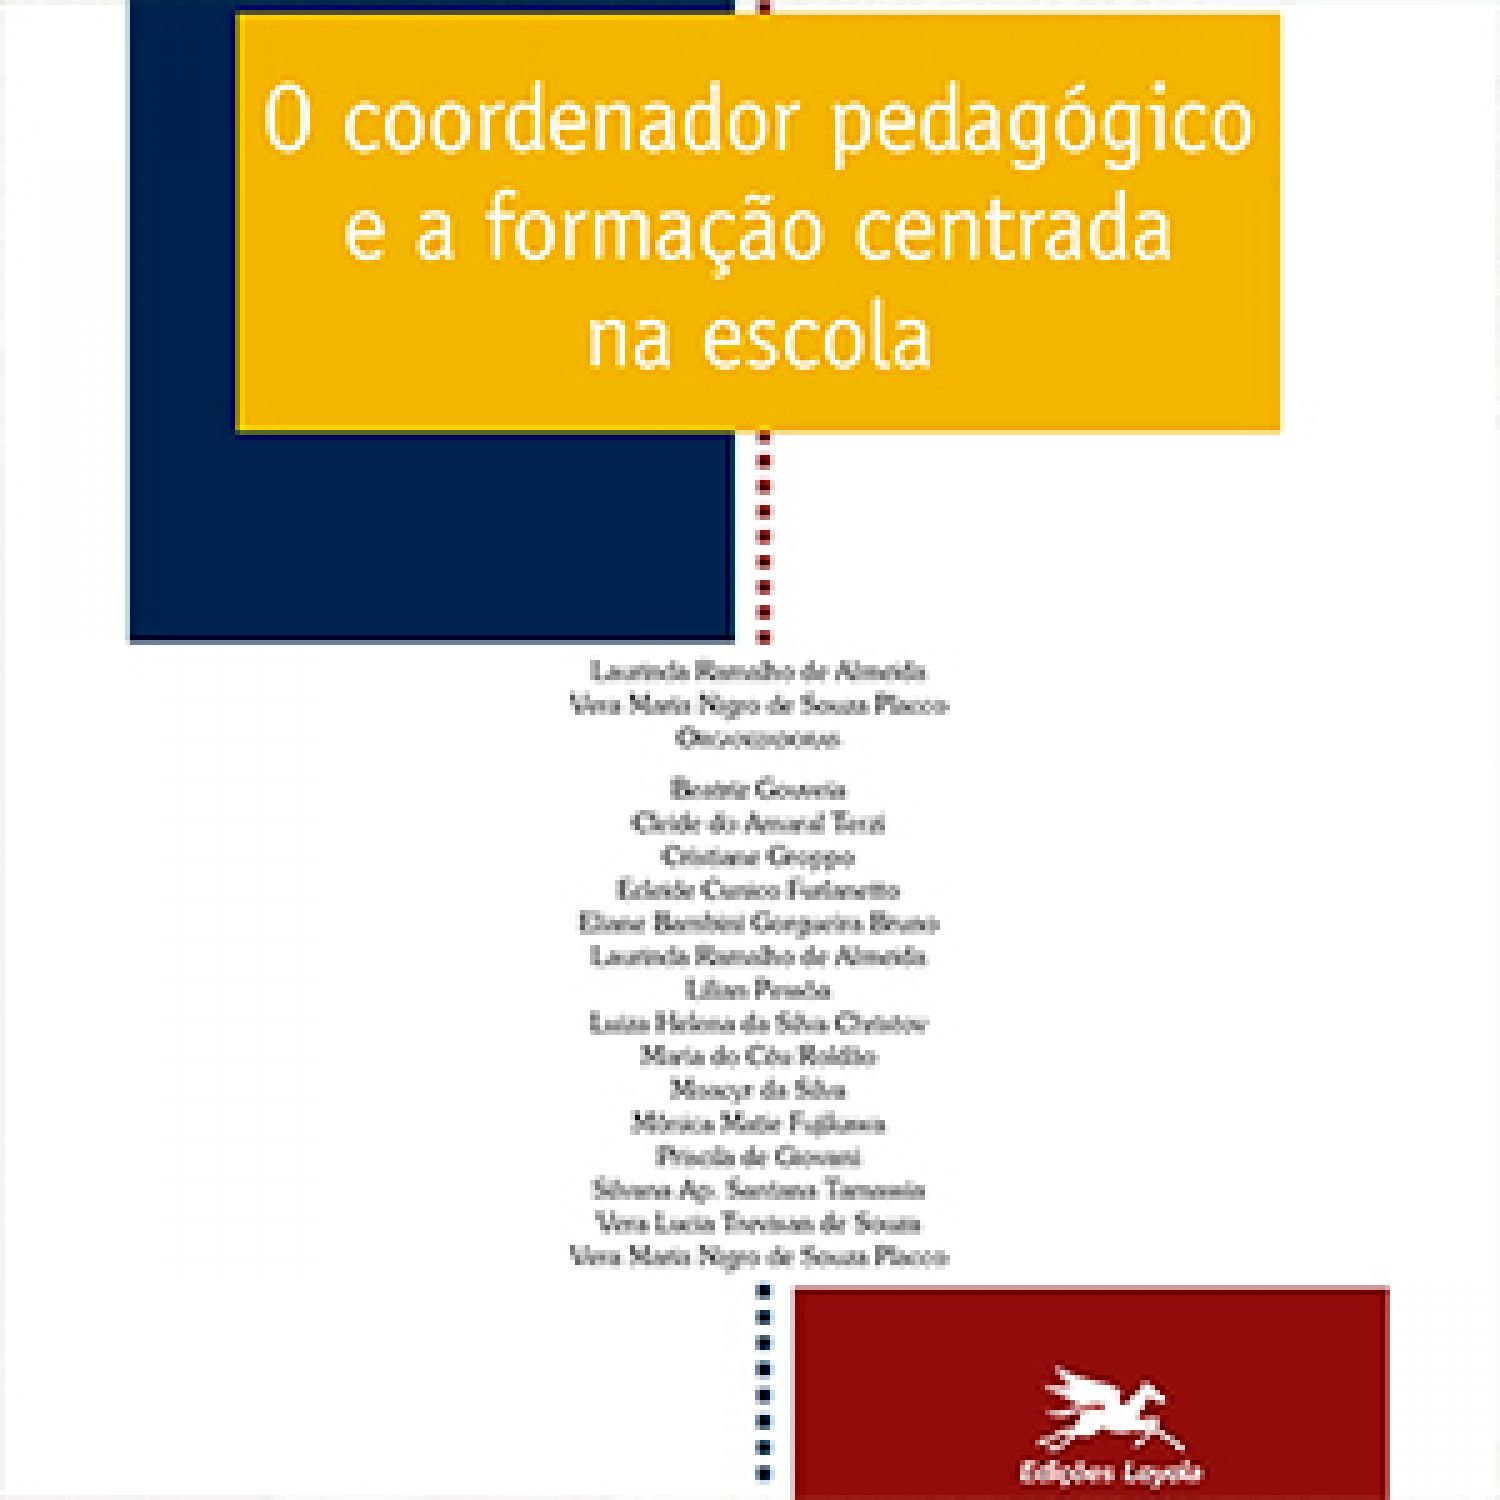 O coordenador pedagógico
e a formação centrada
na escola
Laurinda Ramalho de Almeida
Vera Maria Nigro de Souza Placco
Organizadoras
Beatriz Gouveia
Cleide do Amaral Terzi
Cristiane Groppo
Ecleide Cunico Furlanetto
Eliane Bambini Gorgueira Bruno
Laurinda Ramalho de Almeida
Lilian
Luiza Helena da Silva Christov
Maria do Céu Roldão
Moacyr da Silva
Mônica Matie Fujikawa
Priscila de Giovani
Silvana Ap. Santana Tamassia
Vera Lucia Trevisan de Souza
Vera Maria Nigro de Souza Placco
Edições Loyola